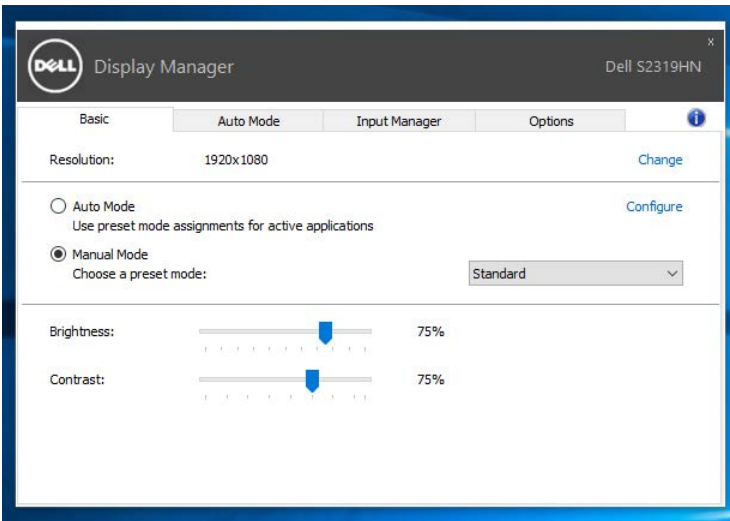 x
DELL Display Manager Dell S2319HN
Basic Auto Mode Input Manager Options i
Resolution: 1920x1080 Change
Auto Mode Configure
Use preset mode assignments for active applications
Manual Mode
Choose a preset mode: Standard
Brightness: 75%
Contrast: 75%